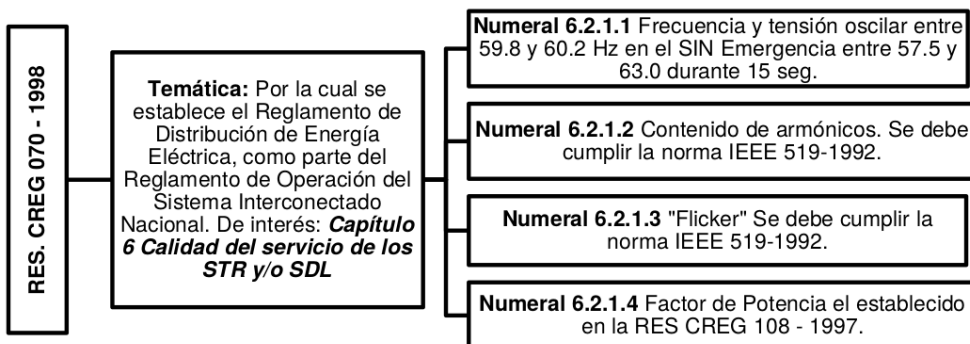 RES. CREG 070 - 1998
Temática: Por la cual se
establece el Reglamento de
Distribución de Energía
Eléctrica, como parte del
Reglamento de Operación del
Sistema Interconectado
Nacional. De interés: Capítulo
6 Calidad del servicio de los
STR y/o SDL
Numeral 6.2.1.1 Frecuencia y tensión oscilar entre
59.8 y 60.2 Hz en el SIN Emergencia entre 57.5 y
63.0 durante 15 seg.
Numeral 6.2.1.2 Contenido de armónicos. Se debe
cumplir la norma IEEE 519-1992.
Numeral 6.2.1.3 "Flicker" Se debe cumplir la
norma IEEE 519-1992.
Numeral 6.2.1.4 Factor de Potencia el establecido
en la RES CREG 108 - 1997.